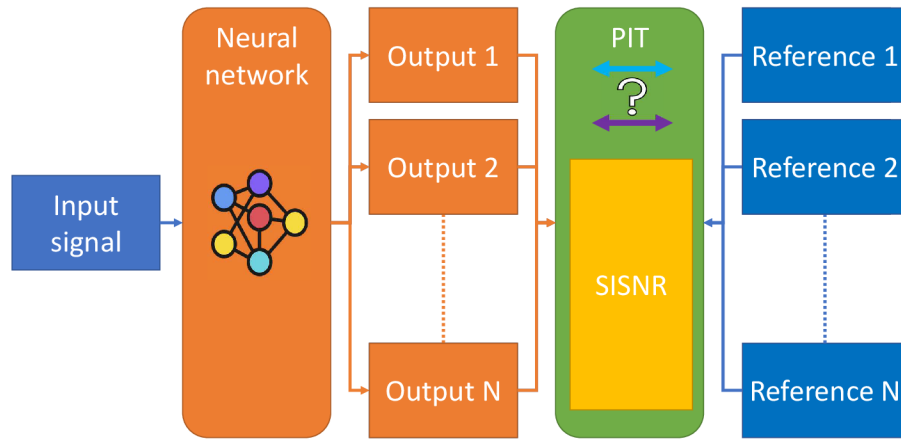 Input
signal
Neural
network
Output 1
Output 2
Output N
PIT
?
SISNR
Reference 1
Reference 2
Reference N